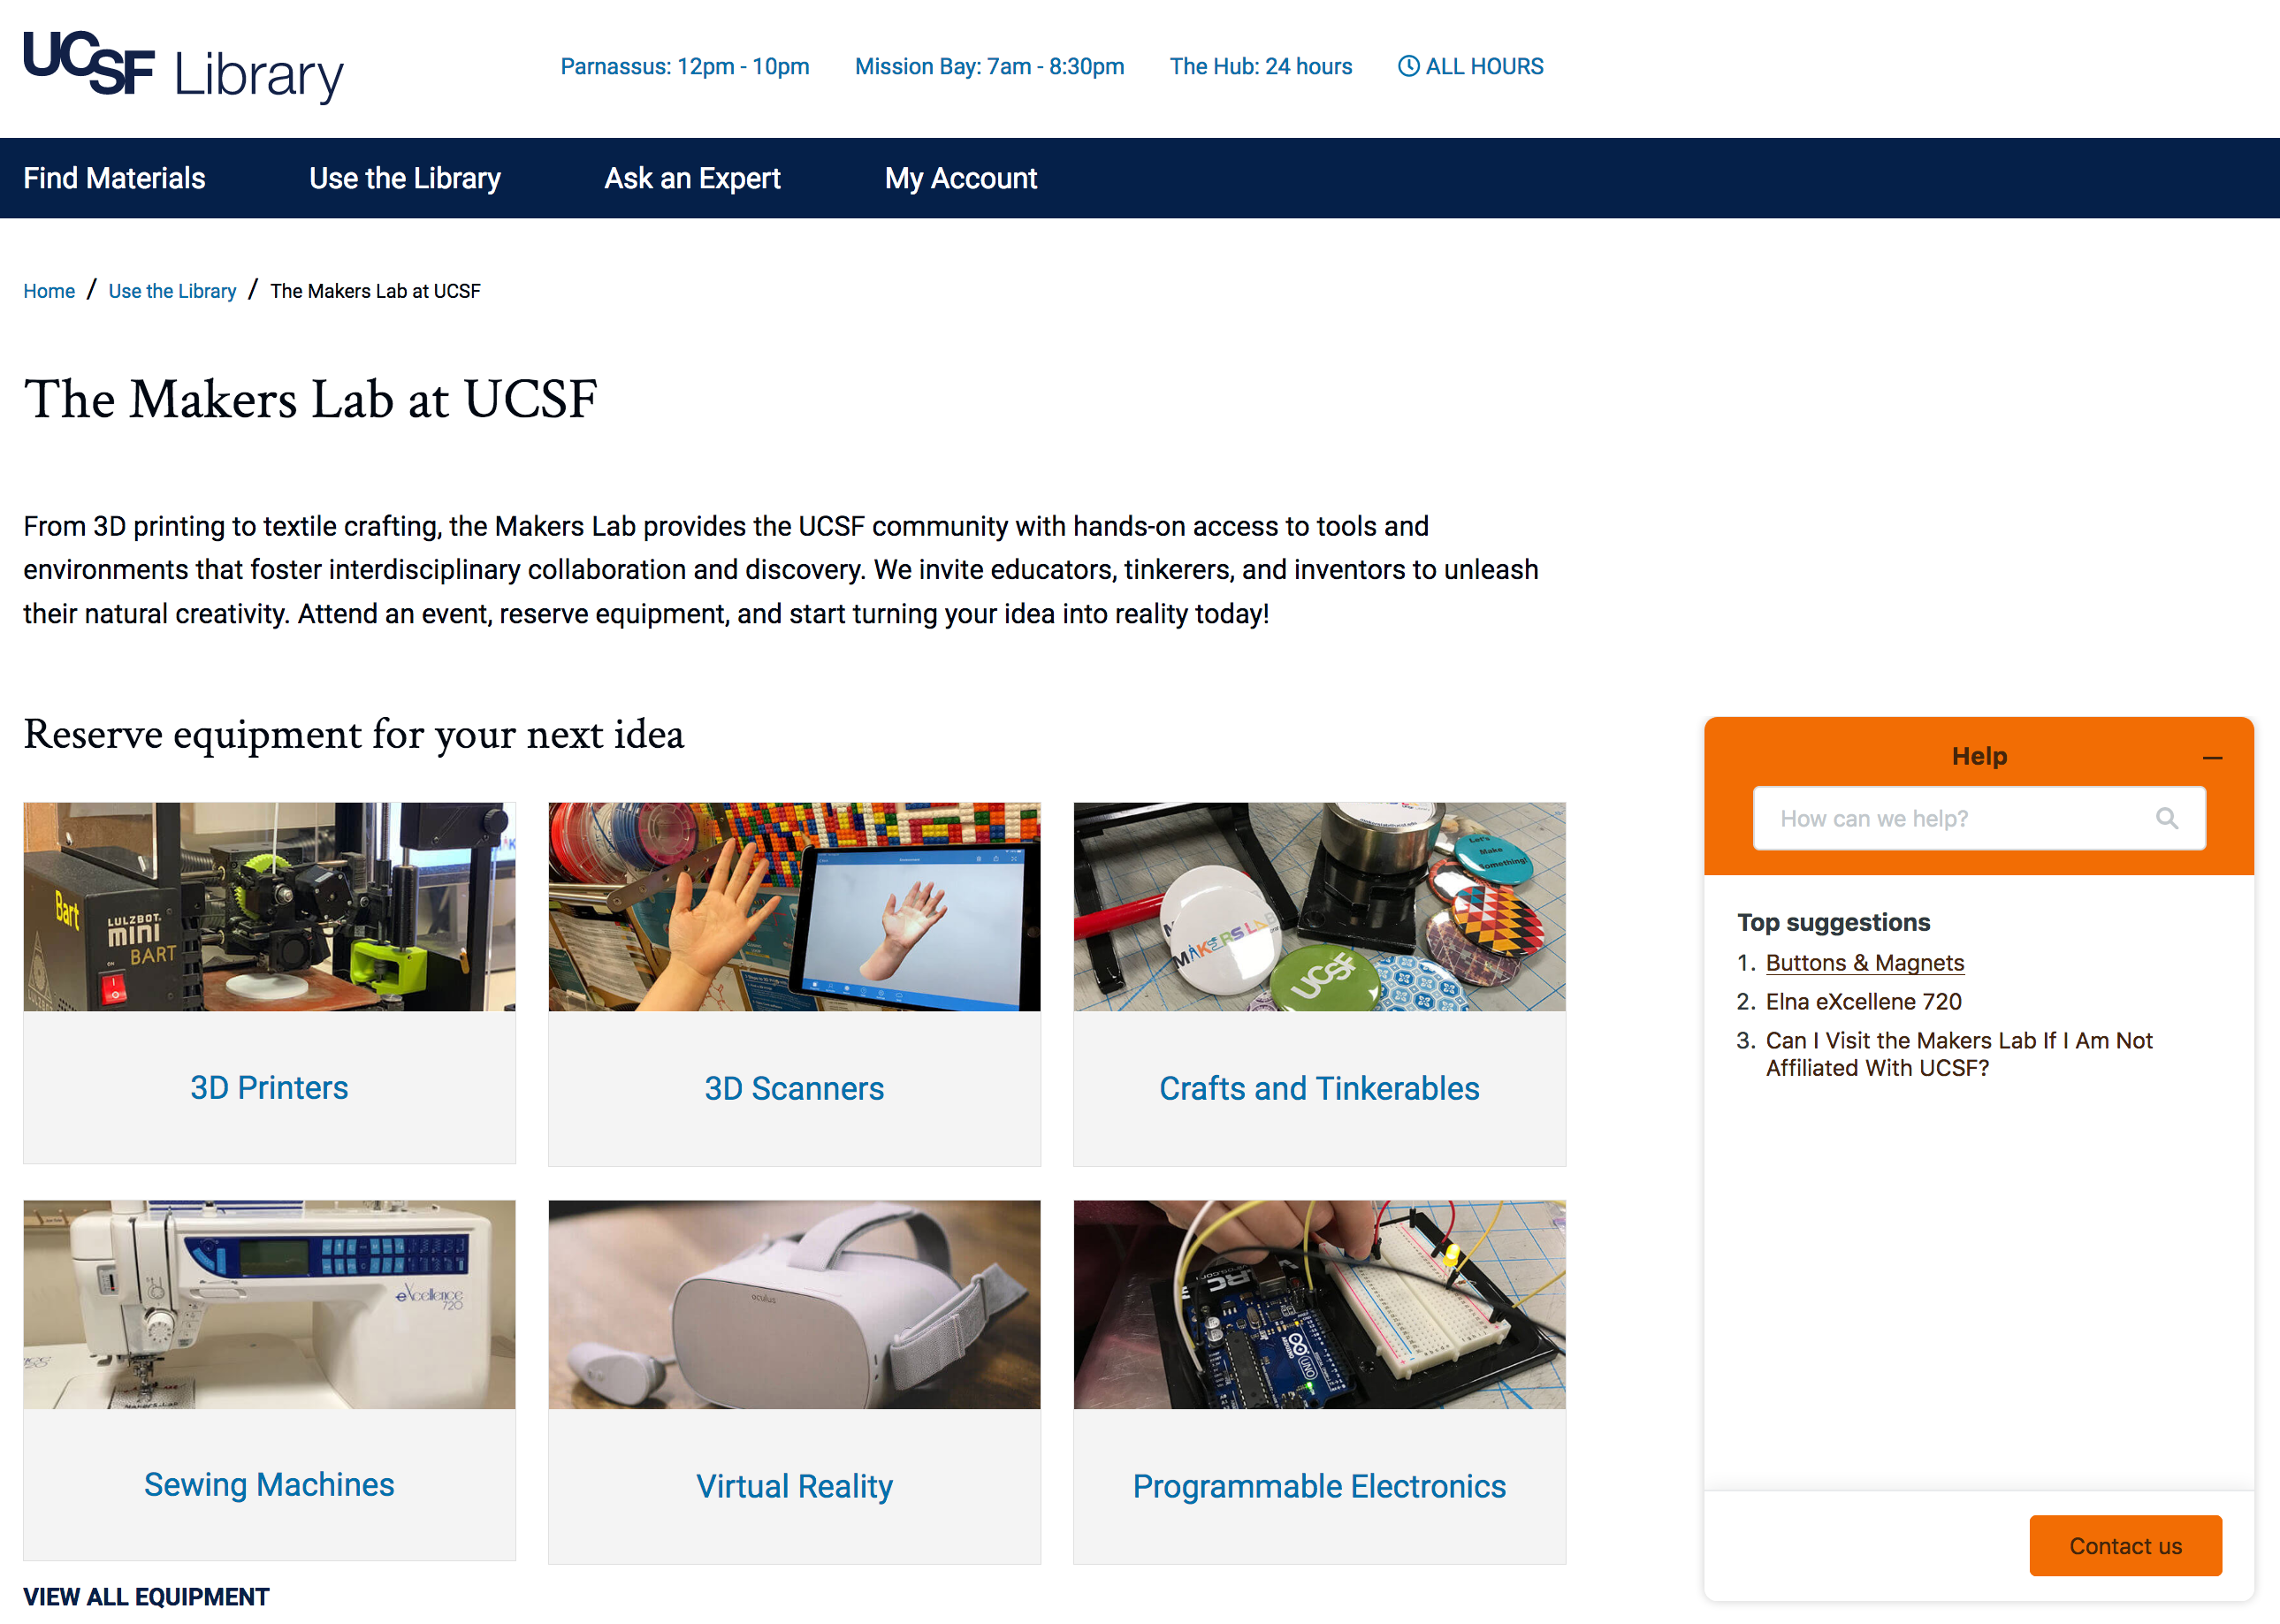 UCSF Library
Parnassus: 12pm - 10pm
Mission Bay: 7am - 8:30pm
The Hub: 24 hours
ALL HOURS
Find Materials
Use the Library
Ask an Expert
My Account
Home / Use the Library / The Makers Lab at UCSF
The Makers Lab at UCSF
From 3D printing to textile crafting, the Makers Lab provides the UCSF community with hands-on access to tools and
environments that foster interdisciplinary collaboration and discovery. We invite educators, tinkerers, and inventors to unleash
their natural creativity. Attend an event, reserve equipment, and start turning your idea into reality today!
Reserve equipment for your next idea
Bart
LULZBOT
mini
BART
3D Printers
3D Scanners
Let's
Make
Something!
MAKERS LAB
UCSF
Crafts and Tinkerables
eXcellence
720
Makers Lab
Sewing Machines
oculus
Virtual Reality
ARDUINO
UNO
Programmable Electronics
VIEW ALL EQUIPMENT
Help
How can we help?
Top suggestions
1. Buttons & Magnets
2. Elna eXcellene 720
3. Can I Visit the Makers Lab If I Am Not
Affiliated With UCSF?
Contact us